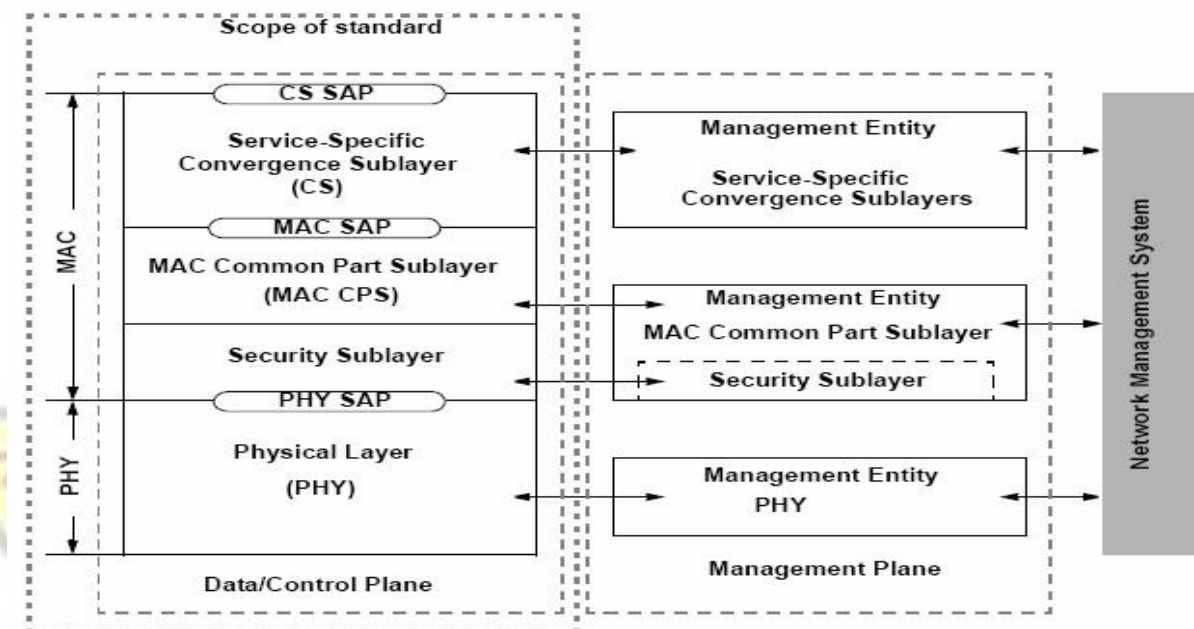 Scope of standard
CS SAP
Service-Specific
Convergence Sublayer
(CS)
MAC SAP
MAC Common Part Sublayer
(MAC CPS)
Security Sublayer
PHY SAP
Physical Layer
(PHY)
Data/Control Plane
MAC
PHY
Management Entity
Service-Specific
Convergence Sublayers
Management Entity
MAC Common Part Sublayer
Security Sublayer
Management Entity
PHY
Management Plane
Network Management System